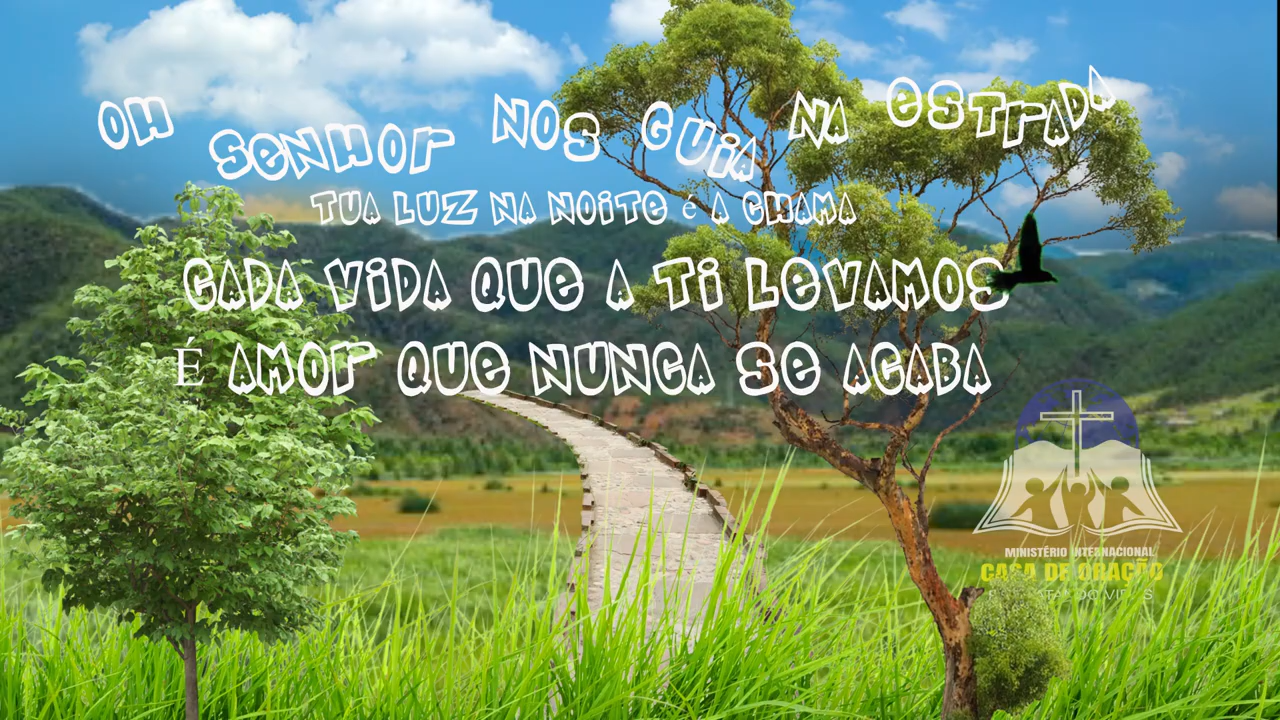 OH SENHOR NOS GUIA NA ESTRADA
TUA LUZ NA NOITE é A CHAMA
CADA VIDA QUE A TI LEVAMOS
É AMOR QUE NUNCA SE ACABA
MINISTÉRIO INTERNACIONAL
CASA DE ORAÇÃO